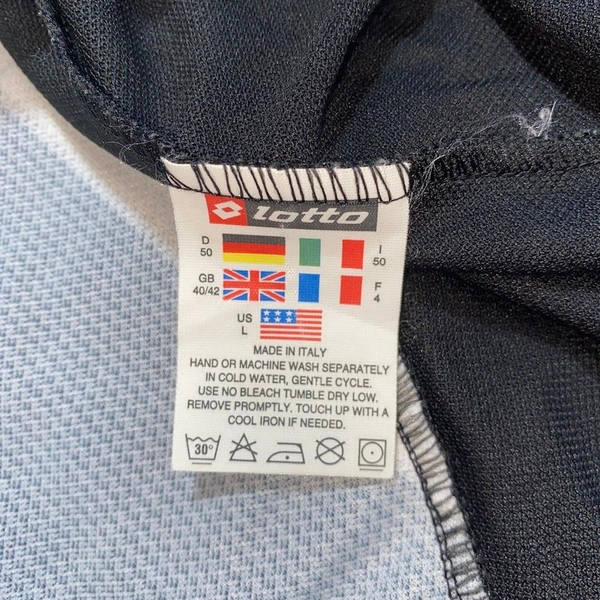 lotto
D
50
I
50
GB
40/42
F
4
US
L
MADE IN ITALY
HAND OR MACHINE WASH SEPARATELY
IN COLD WATER, GENTLE CYCLE.
USE NO BLEACH TUMBLE DRY LOW.
REMOVE PROMPTLY. TOUCH UP WITH A
COOL IRON IF NEEDED.
30°